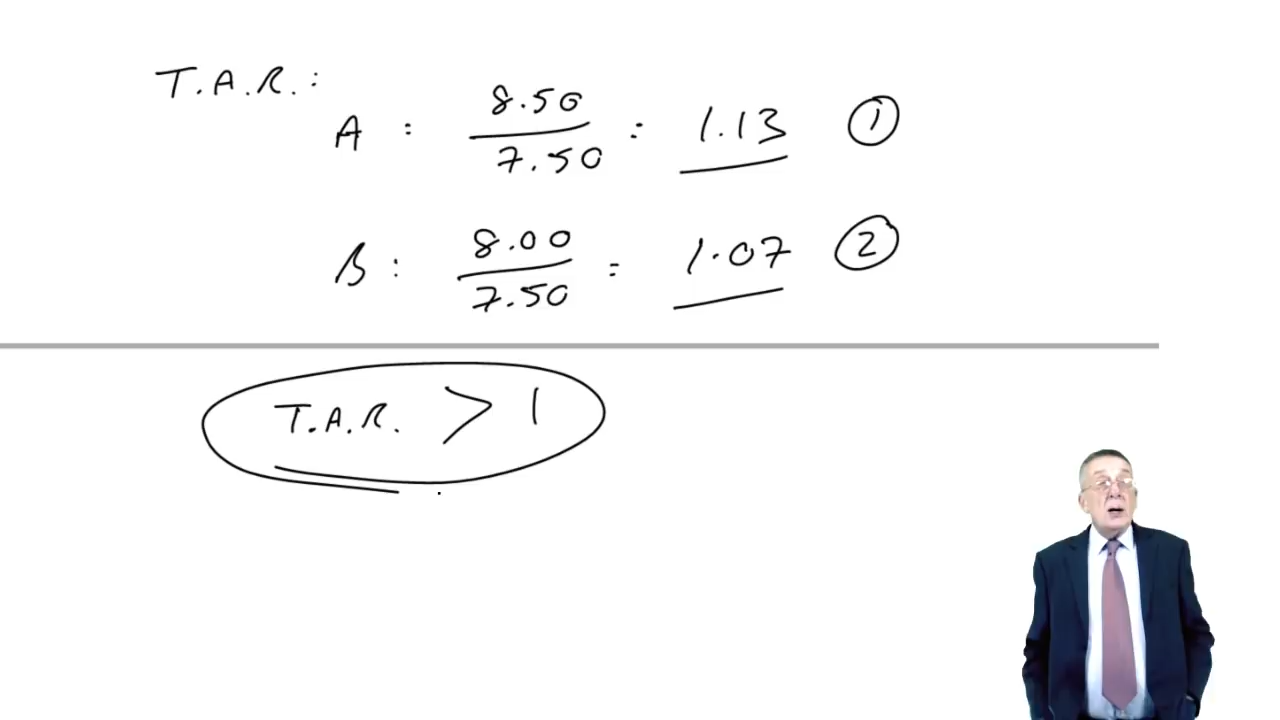 T.A.R.:
A : 8.50 / 7.50 : 1.13 ①
B : 8.00 / 7.50 = 1.07 ②
T.A.R. > 1